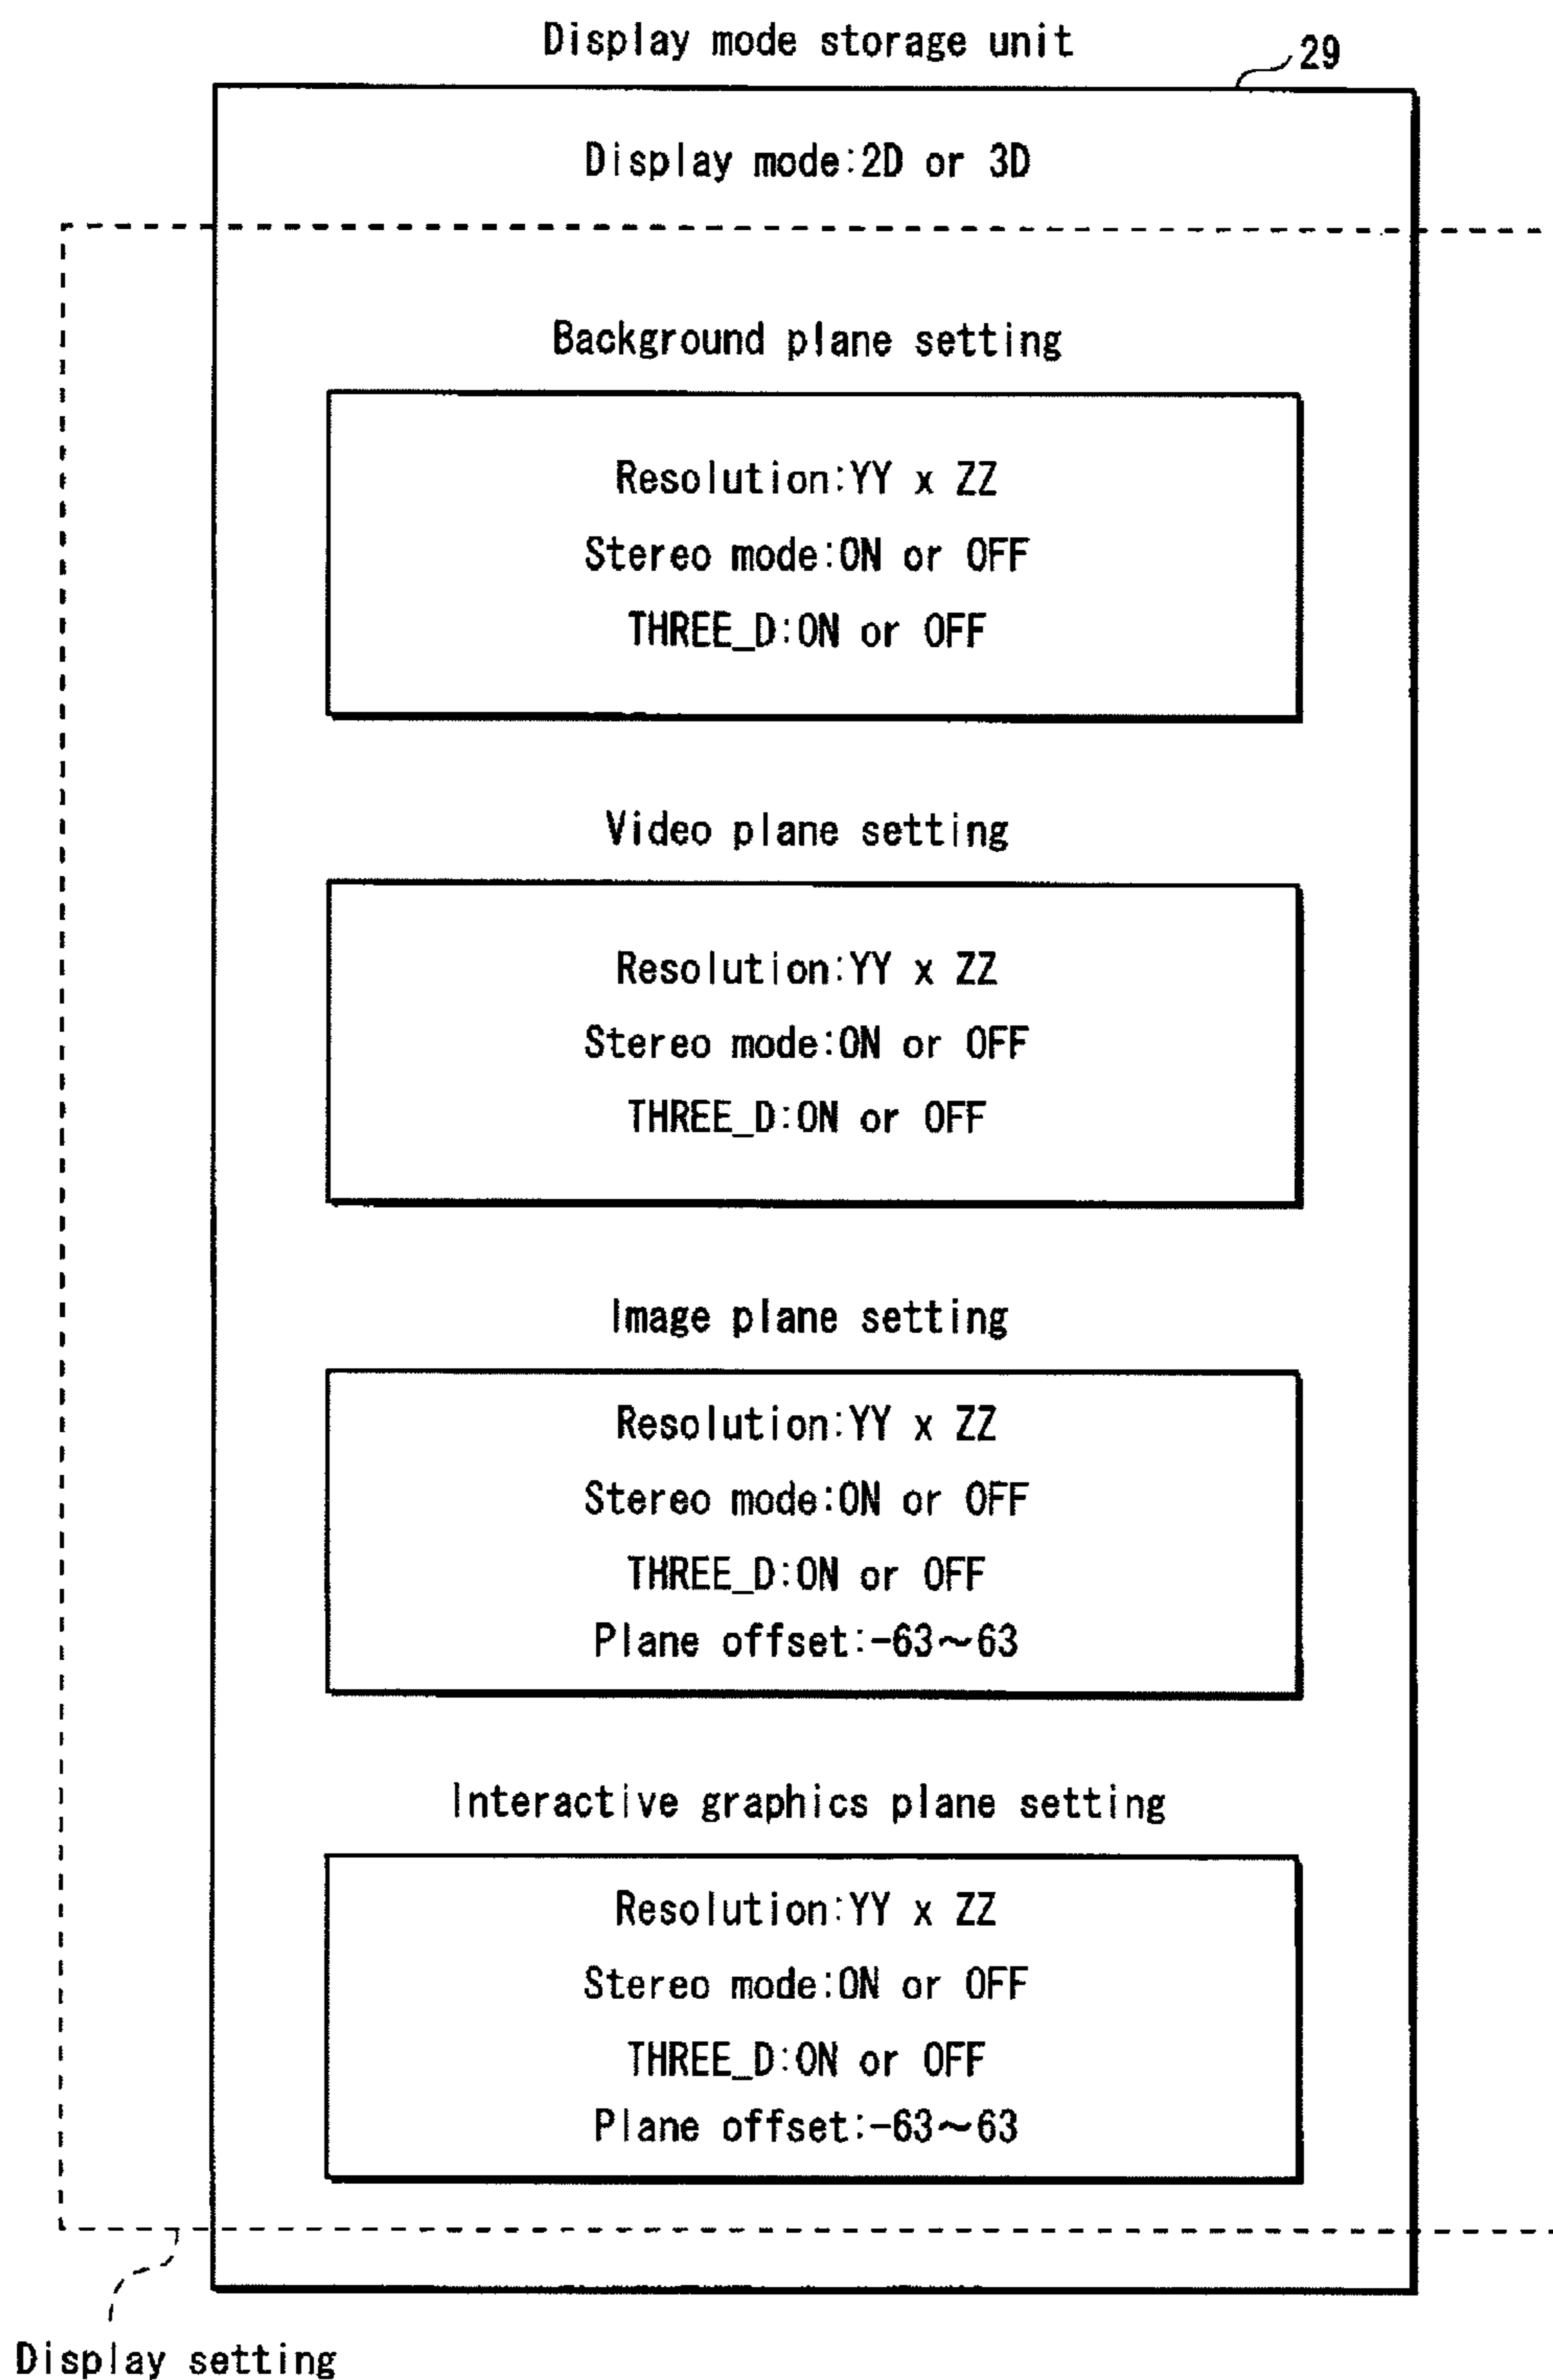 Display mode storage unit
29
Display mode:2D or 3D
Background plane setting
Resolution:YY x ZZ
Stereo mode:ON or OFF
THREE_D:ON or OFF
Video plane setting
Resolution:YY x ZZ
Stereo mode:ON or OFF
THREE_D:ON or OFF
Image plane setting
Resolution:YY x ZZ
Stereo mode:ON or OFF
THREE_D:ON or OFF
Plane offset:-63~63
Interactive graphics plane setting
Resolution:YY x ZZ
Stereo mode:ON or OFF
THREE_D:ON or OFF
Plane offset:-63~63
Display setting